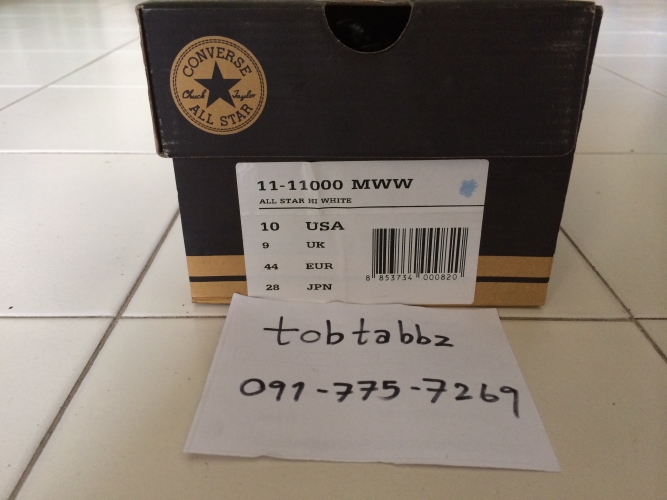 CONVERSE
Chuck Taylor
ALL STAR
11-11000 MWW
ALL STAR HI WHITE
10 USA
9 UK
44 EUR
28 JPN
8 853734 000820
tobtabbz
091-775-7269